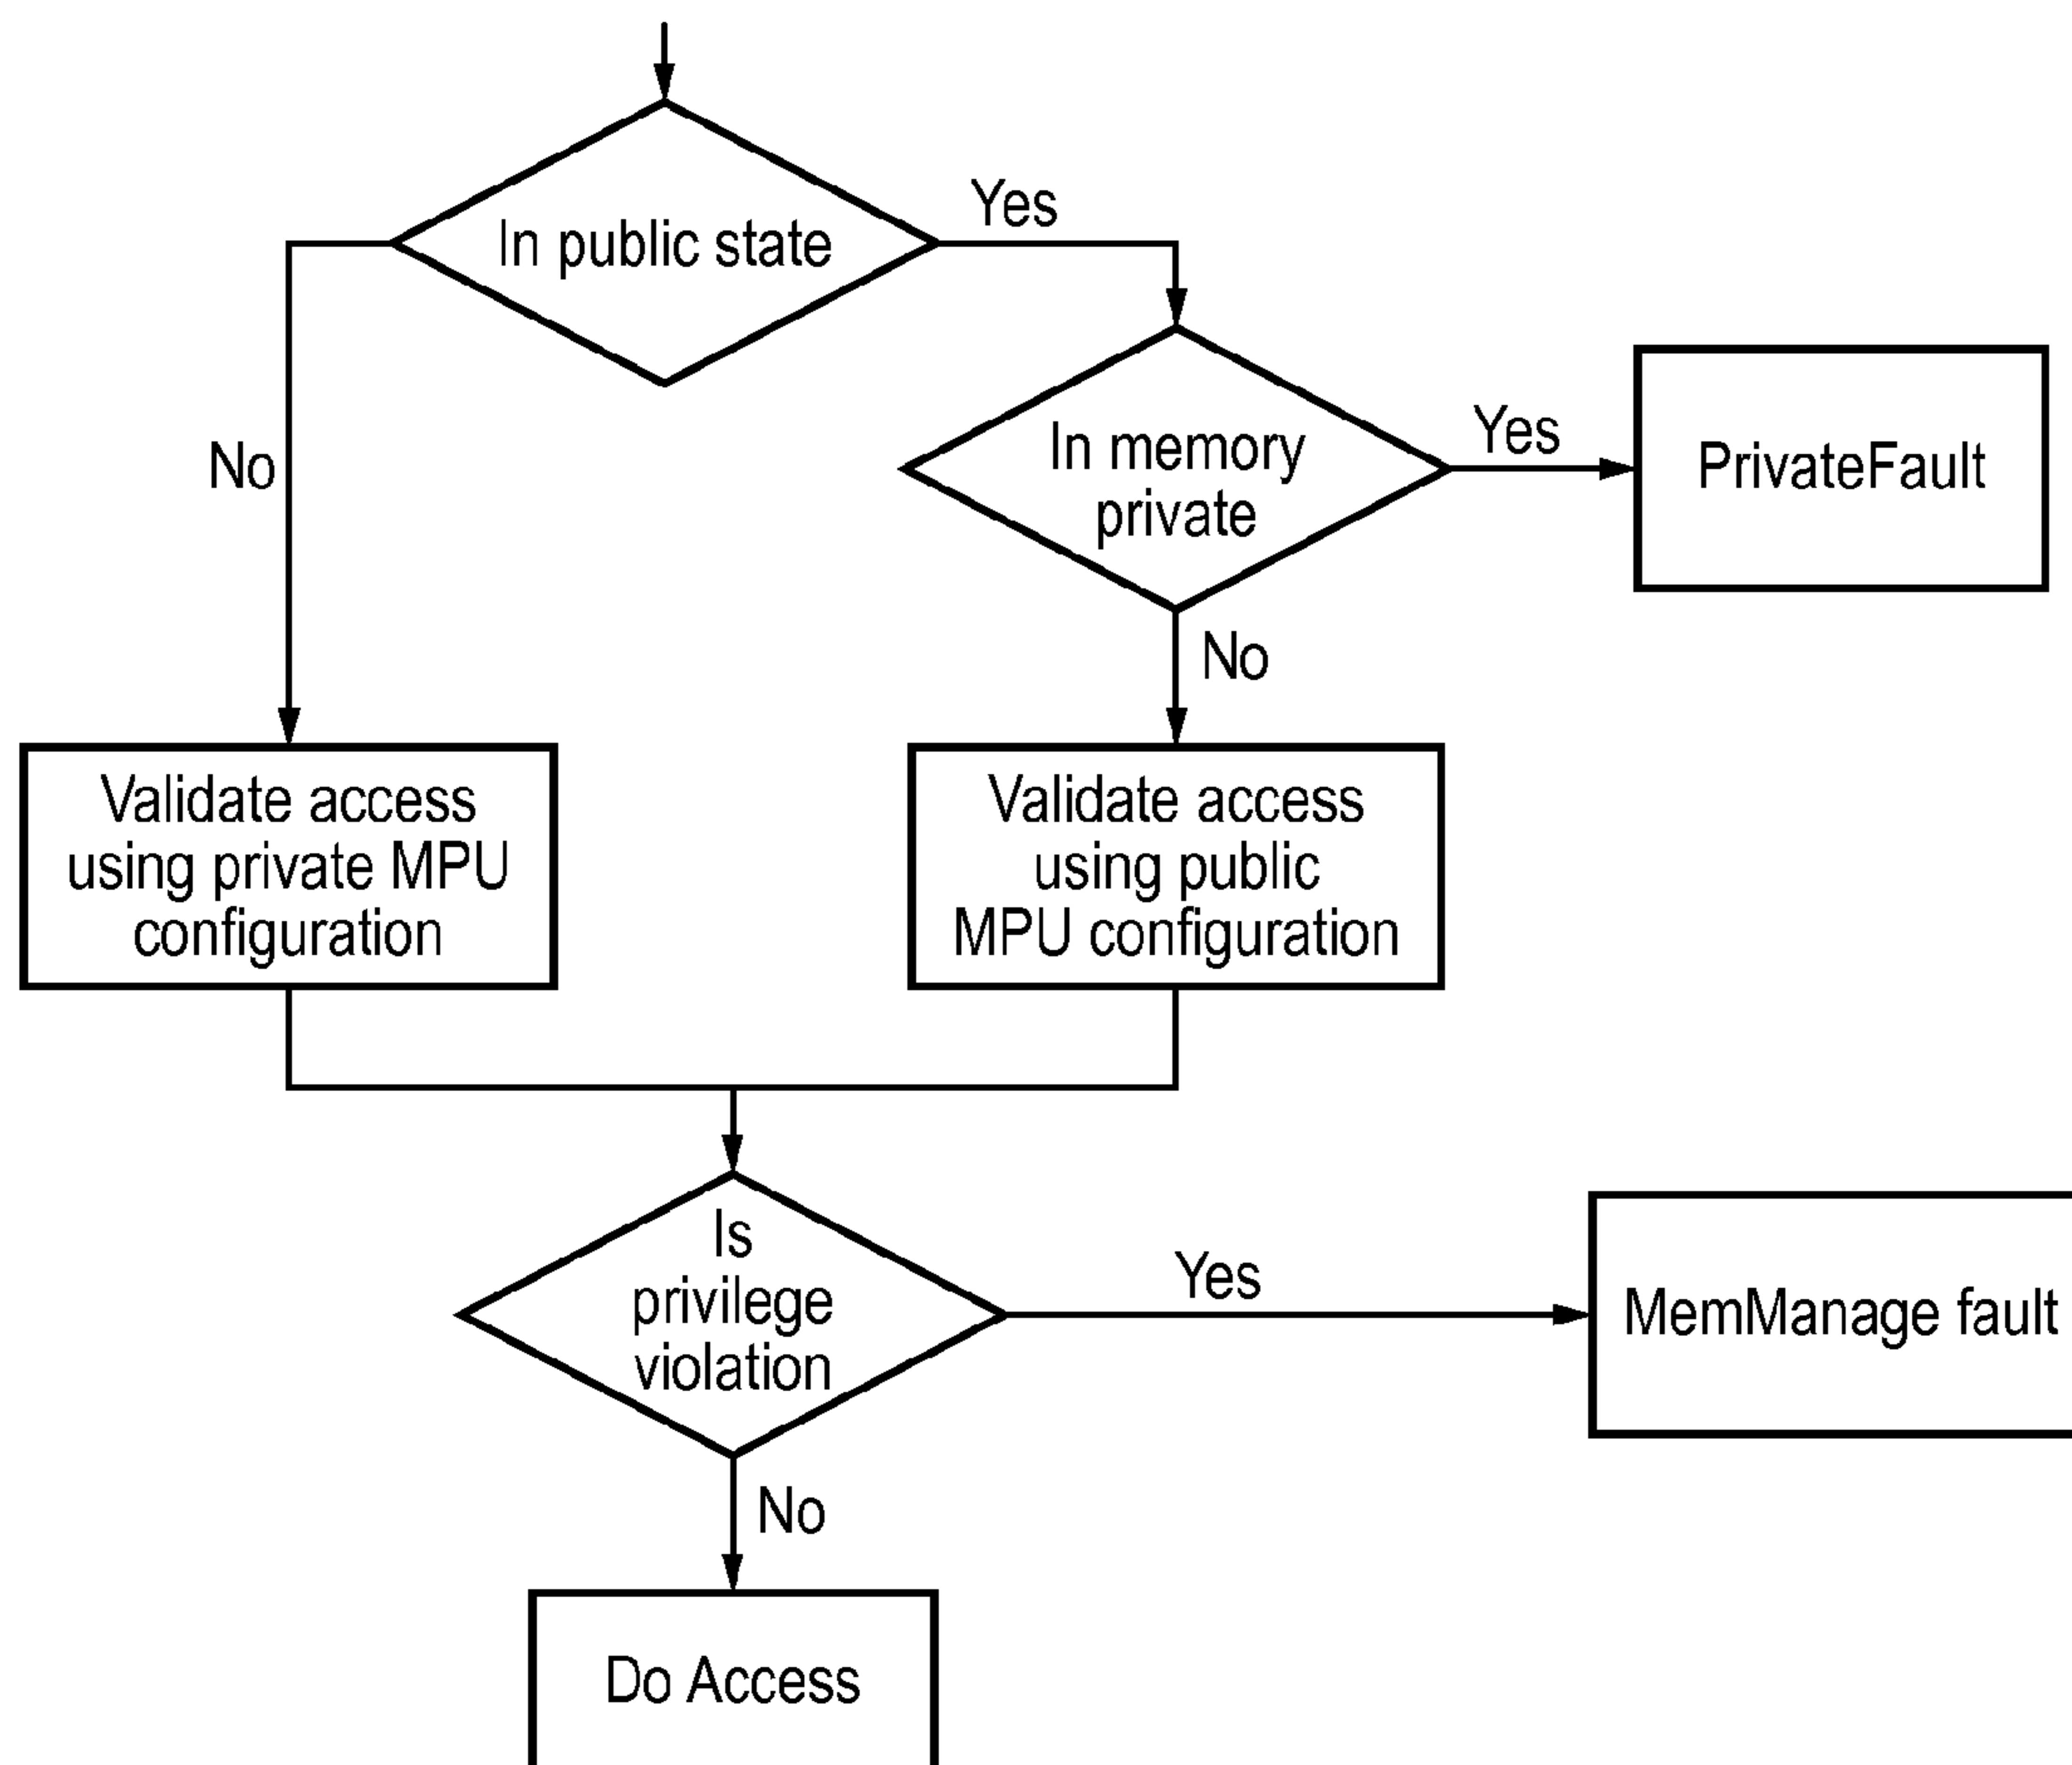 In public state
Yes
No
In memory
private
Yes
PrivateFault
No
Validate access
using private MPU
configuration
Validate access
using public
MPU configuration
Is
privilege
violation
Yes
MemManage fault
No
Do Access